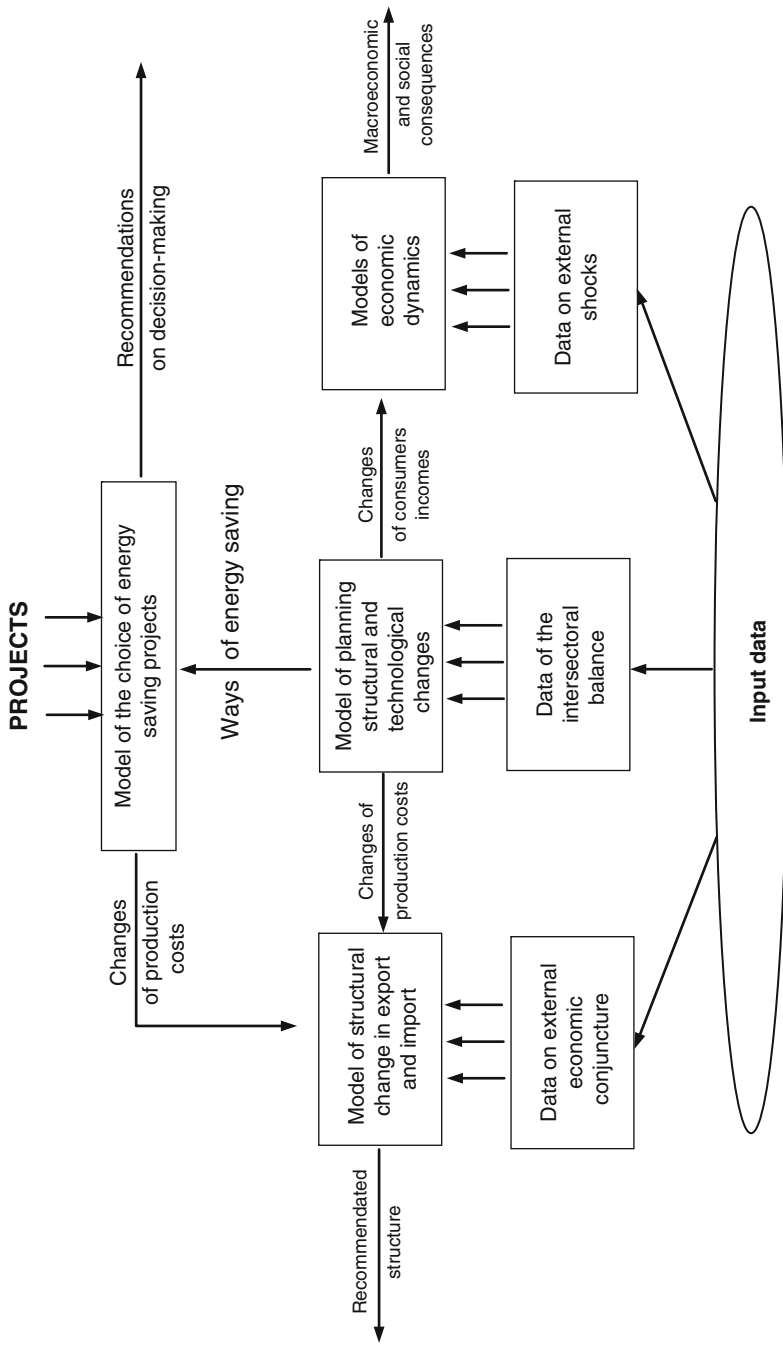 PROJECTS
Model of the choice of energy
saving projects
Recommendations
on decision-making
Changes
of production
costs
Ways of energy saving
Recommendated
structure
Model of structural
change in export
and import
Changes of
production costs
Model of planning
structural and
technological
changes
Changes
of consumers
incomes
Models of
economic
dynamics
Macroeconomic
and social
consequences
Data on external
economic
conjuncture
Data of the
intersectoral
balance
Data on external
shocks
Input data